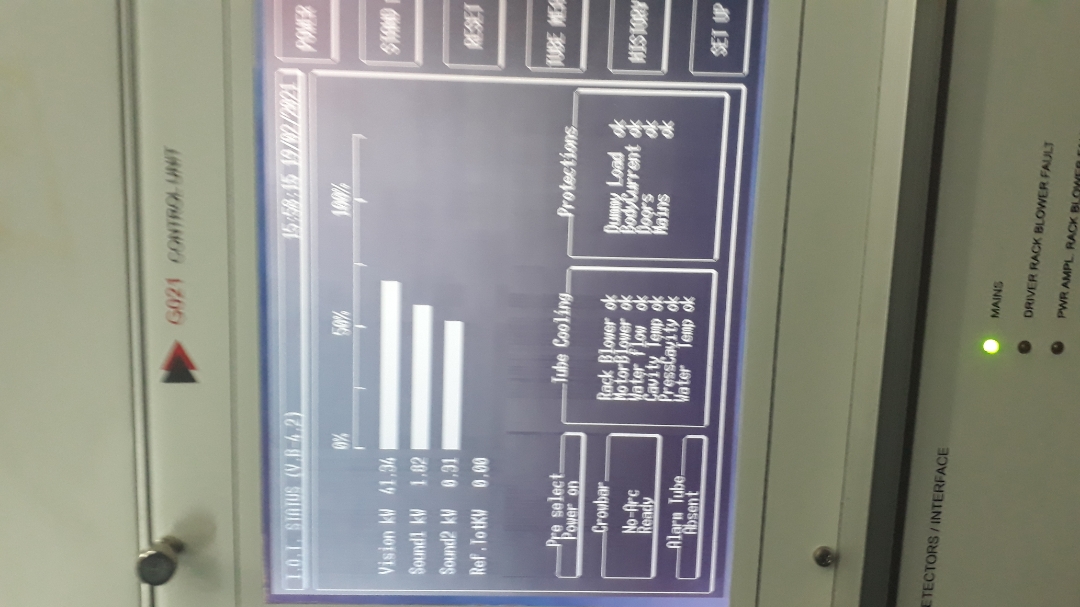 G021 CONTROL UNIT
I.O.T. STATUS (V.B-4.2) 15:58:15 19/02/2021
0% 50% 100%
Vision kW 41.34
Sound1 kW 1.82
Sound2 kW 0.91
Ref.TotKW 0.00
Pre select
Power on
Crowbar
No-Arc
Ready
Alarm Tube
Absent
Tube Cooling
Rack Blower ok
MotorBlower ok
Water flow ok
Cavity Temp ok
PressCavity ok
Water Temp ok
Protections
Dummy Load ok
BodyCurrent ok
Doors ok
Mains ok
POWER
STAND
RESET
TUBE
HISTORY
SET UP
ETECTORS / INTERFACE
MAINS
DRIVER RACK BLOWER FAULT
PWR AMPL. RACK BLOWER